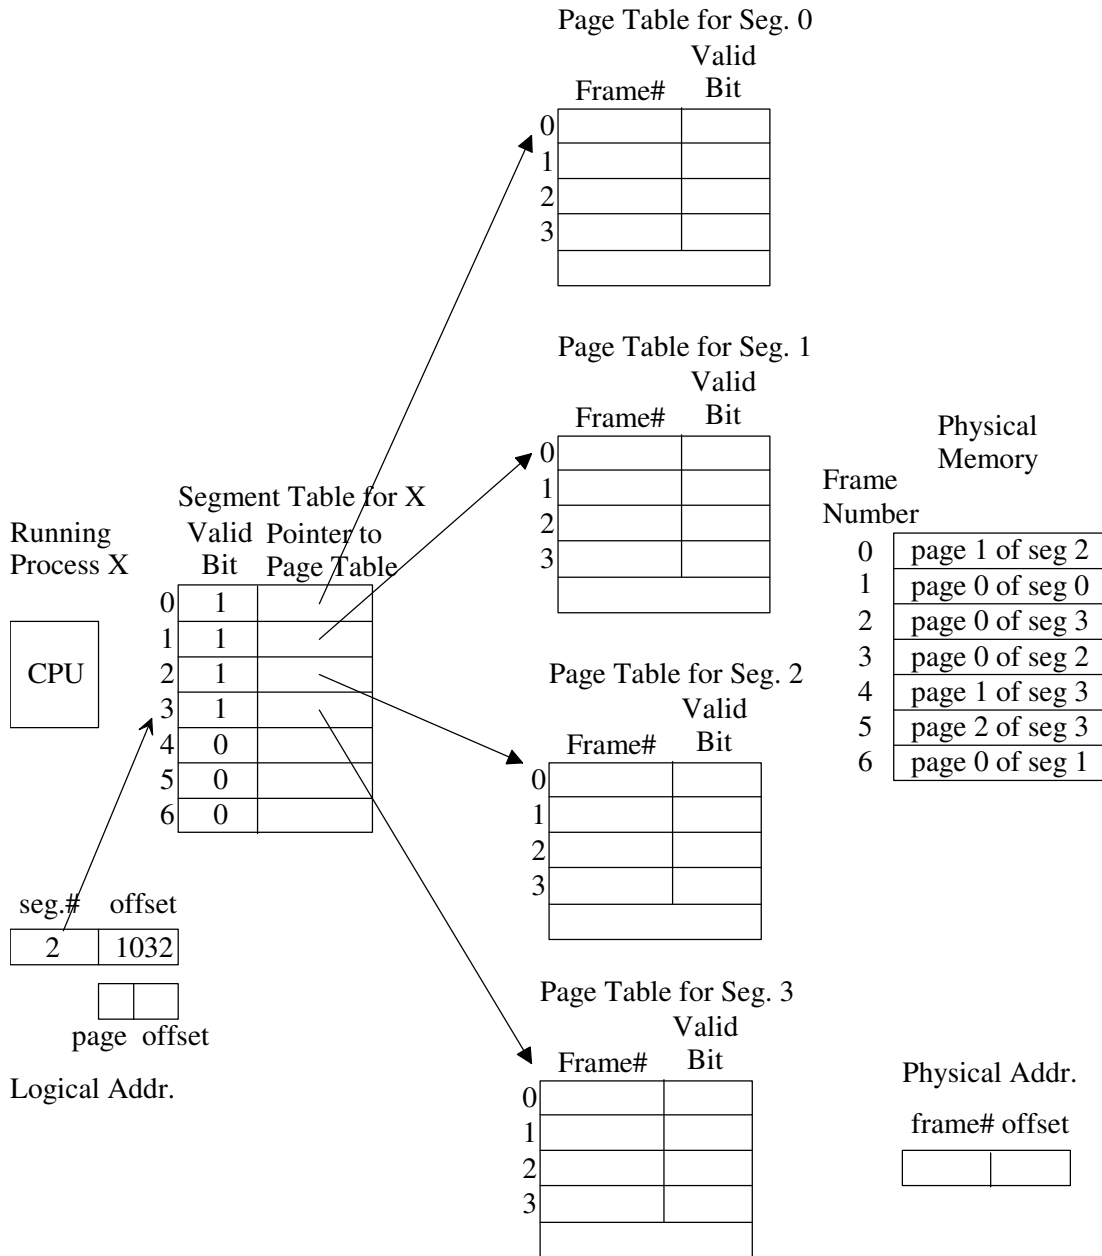 Page Table for Seg. 0
Valid
Frame# Bit
0
1
2
3
Page Table for Seg. 1
Valid
Frame# Bit
0
1
2
3
Segment Table for X
Valid Pointer to
Bit Page Table
0 1
1 1
2 1
3 1
4 0
5 0
6 0
Running
Process X
CPU
seg.# offset
2 1032
page offset
Logical Addr.
Page Table for Seg. 2
Valid
Frame# Bit
0
1
2
3
Page Table for Seg. 3
Valid
Frame# Bit
0
1
2
3
Physical
Memory
Frame
Number
0 page 1 of seg 2
1 page 0 of seg 0
2 page 0 of seg 3
3 page 0 of seg 2
4 page 1 of seg 3
5 page 2 of seg 3
6 page 0 of seg 1
Physical Addr.
frame# offset